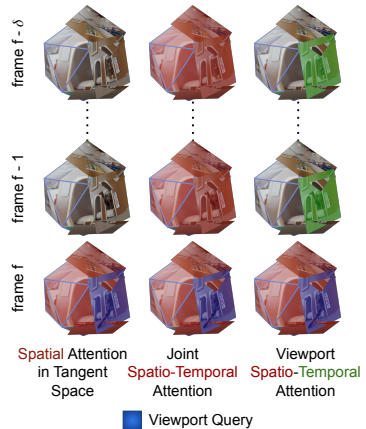 frame f - δ
frame f - 1
frame f
Spatial Attention
in Tangent
Space
Joint
Spatio-Temporal
Attention
Viewport
Spatio-Temporal
Attention
Viewport Query